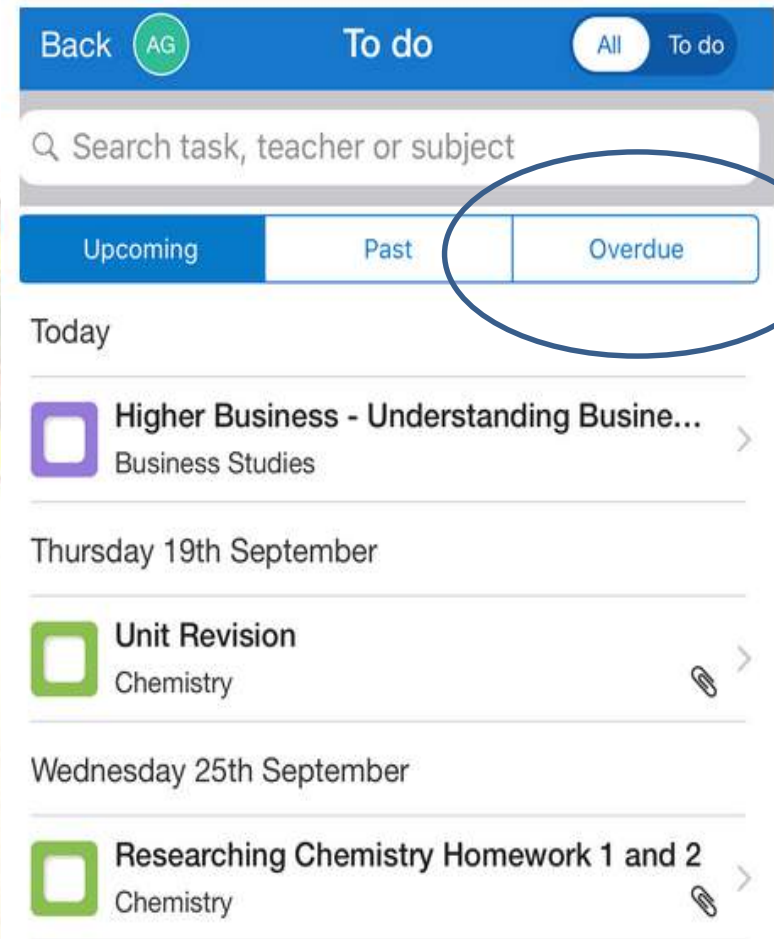 Back AG To do All To do
Search task, teacher or subject
Upcoming Past Overdue
Today
Higher Business - Understanding Busine...
Business Studies
Thursday 19th September
Unit Revision
Chemistry
Wednesday 25th September
Researching Chemistry Homework 1 and 2
Chemistry